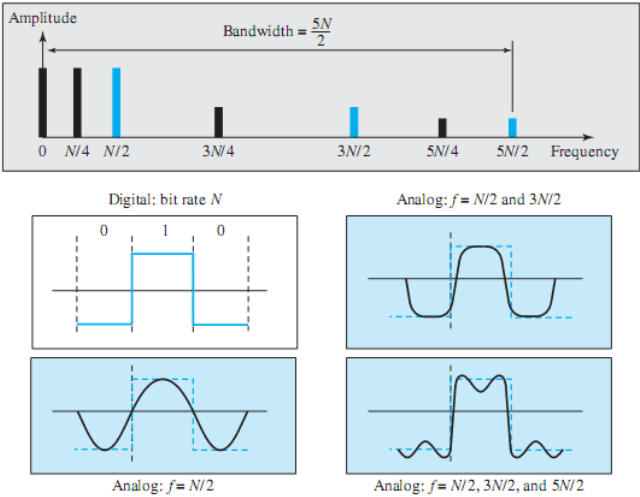 Amplitude
Bandwidth = 5N/2
0 N/4 N/2 3N/4 3N/2 5N/4 5N/2 Frequency
Digital: bit rate N
Analog: f = N/2 and 3N/2
0 1 0
Analog: f = N/2
Analog: f = N/2, 3N/2, and 5N/2